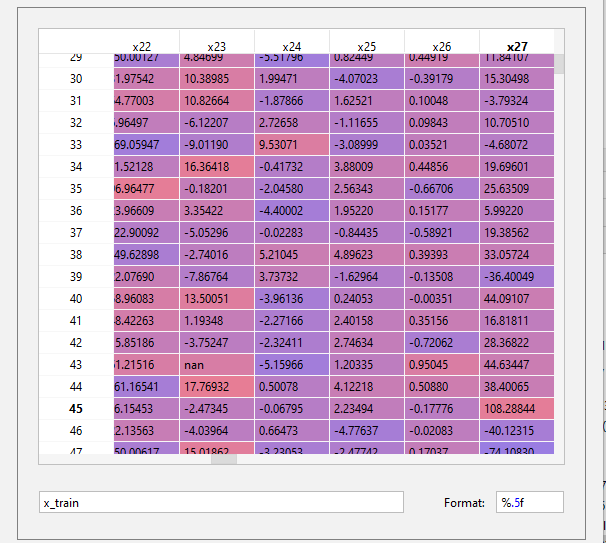 x22 x23 x24 x25 x26 x27
29 50.00127 4.84699 -5.51796 0.82449 0.44919 11.84107
30 1.97542 10.38985 1.99471 -4.07023 -0.39179 15.30498
31 4.77003 10.82664 -1.87866 1.62521 0.10048 -3.79324
32 .96497 -6.12207 2.72658 -1.11655 0.09843 10.70510
33 69.05947 -9.01190 9.53071 -3.08999 0.03521 -4.68072
34 1.52128 16.36418 -0.41732 3.88009 0.44856 19.69601
35 6.96477 -0.18201 -2.04580 2.56343 -0.66706 25.63509
36 3.96609 3.35422 -4.40002 1.95220 0.15177 5.99220
37 22.90092 -5.05296 -0.02283 -0.84435 -0.58921 19.38562
38 49.62898 -2.74016 5.21045 4.89623 0.39393 33.05724
39 2.07690 -7.86764 3.73732 -1.62964 -0.13508 -36.40049
40 8.96083 13.50051 -3.96136 0.24053 -0.00351 44.09107
41 8.42263 1.19348 -2.27166 2.40158 0.35156 16.81811
42 5.85186 -3.75247 -2.32411 2.74634 -0.72062 28.36822
43 1.21516 nan -5.15966 1.20335 0.95045 44.63447
44 61.16541 17.76932 0.50078 4.12218 0.50880 38.40065
45 6.15453 -2.47345 -0.06795 2.23494 -0.17776 108.28844
46 2.13563 -4.03964 0.66473 -4.77637 -0.02083 -40.12315
47 50.00617 15.01862 -3.23053 -2.47742 0.17037 -74.10830
x_train Format: %.5f